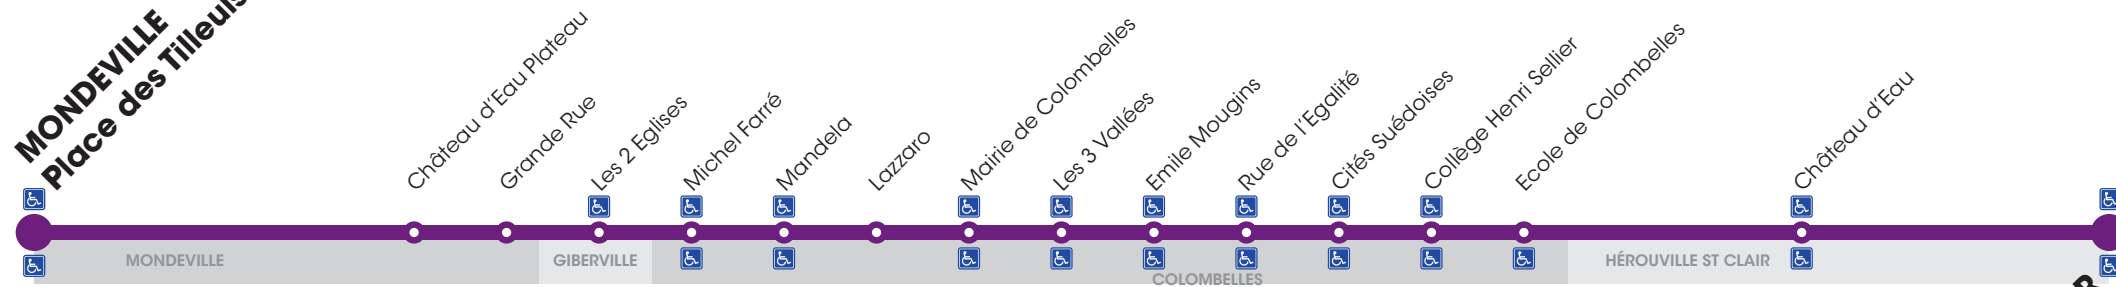 MONDEVILLE
Place des Tilleuls
Château d'Eau Plateau
Grande Rue
Les 2 Eglises
Michel Farré
Mandela
Lazzaro
Mairie de Colombelles
Les 3 Vallées
Emile Mougins
Rue de l'Egalité
Cités Suédoises
Collège Henri Sellier
Ecole de Colombelles
Château d'Eau
MONDEVILLE
GIBERVILLE
COLOMBELLES
HÉROUVILLE ST CLAIR